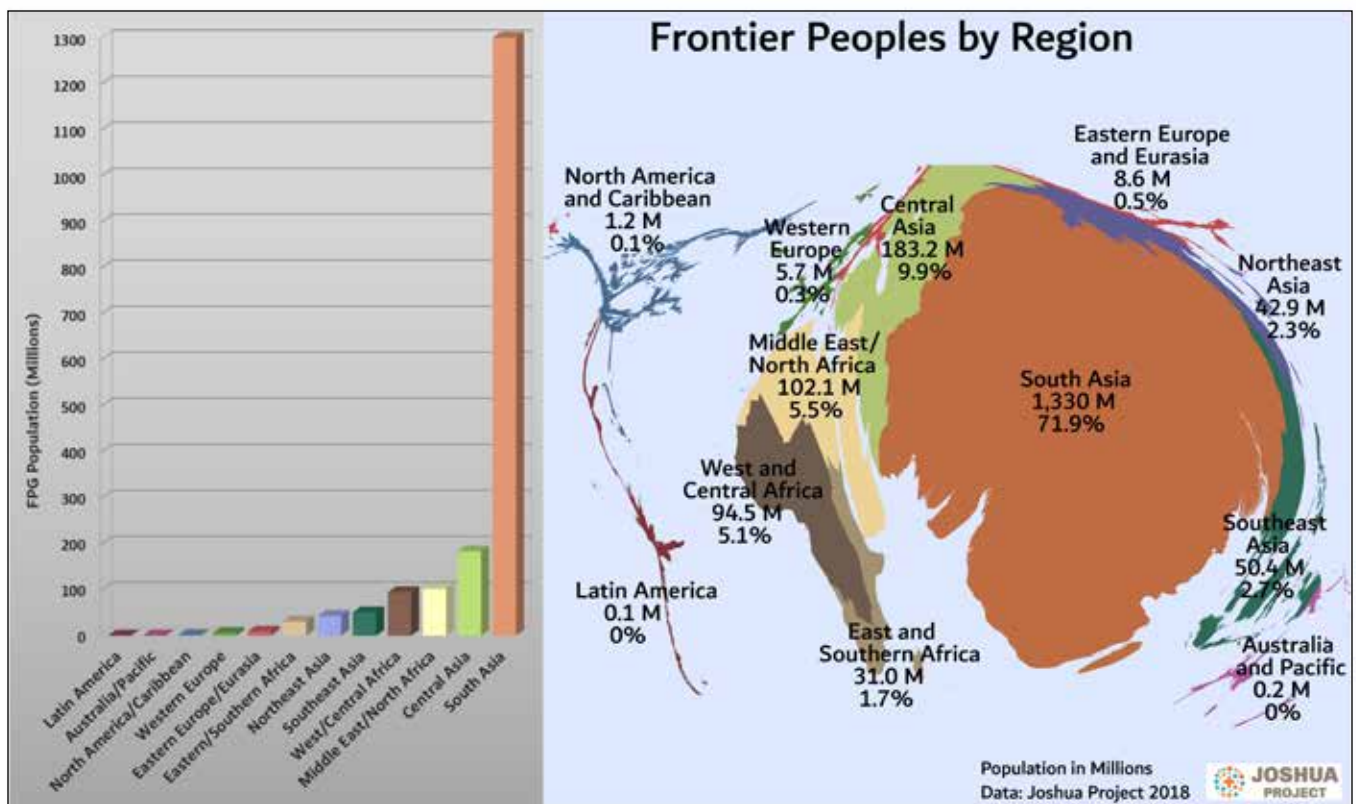 Frontier Peoples by Region
1300
1200
1100
1000
900
800
700
600
500
400
300
200
100
0
FPG Population (Millions)
Latin America
Australia/Pacific
North America/Caribbean
Western Europe
Eastern Europe/Eurasia
Eastern/Southern Africa
Northeast Asia
Southeast Asia
West/Central Africa
Middle East/North Africa
Central Asia
South Asia
North America
and Caribbean
1.2 M
0.1%
Western
Europe
5.7 M
0.3%
Central
Asia
183.2 M
9.9%
Eastern Europe
and Eurasia
8.6 M
0.5%
Northeast
Asia
42.9 M
2.3%
Middle East/
North Africa
102.1 M
5.5%
South Asia
1,330 M
71.9%
West and
Central Africa
94.5 M
5.1%
Southeast
Asia
50.4 M
2.7%
Latin America
0.1 M
0%
East and
Southern Africa
31.0 M
1.7%
Australia
and Pacific
0.2 M
0%
Population in Millions
Data: Joshua Project 2018
JOSHUA
PROJECT